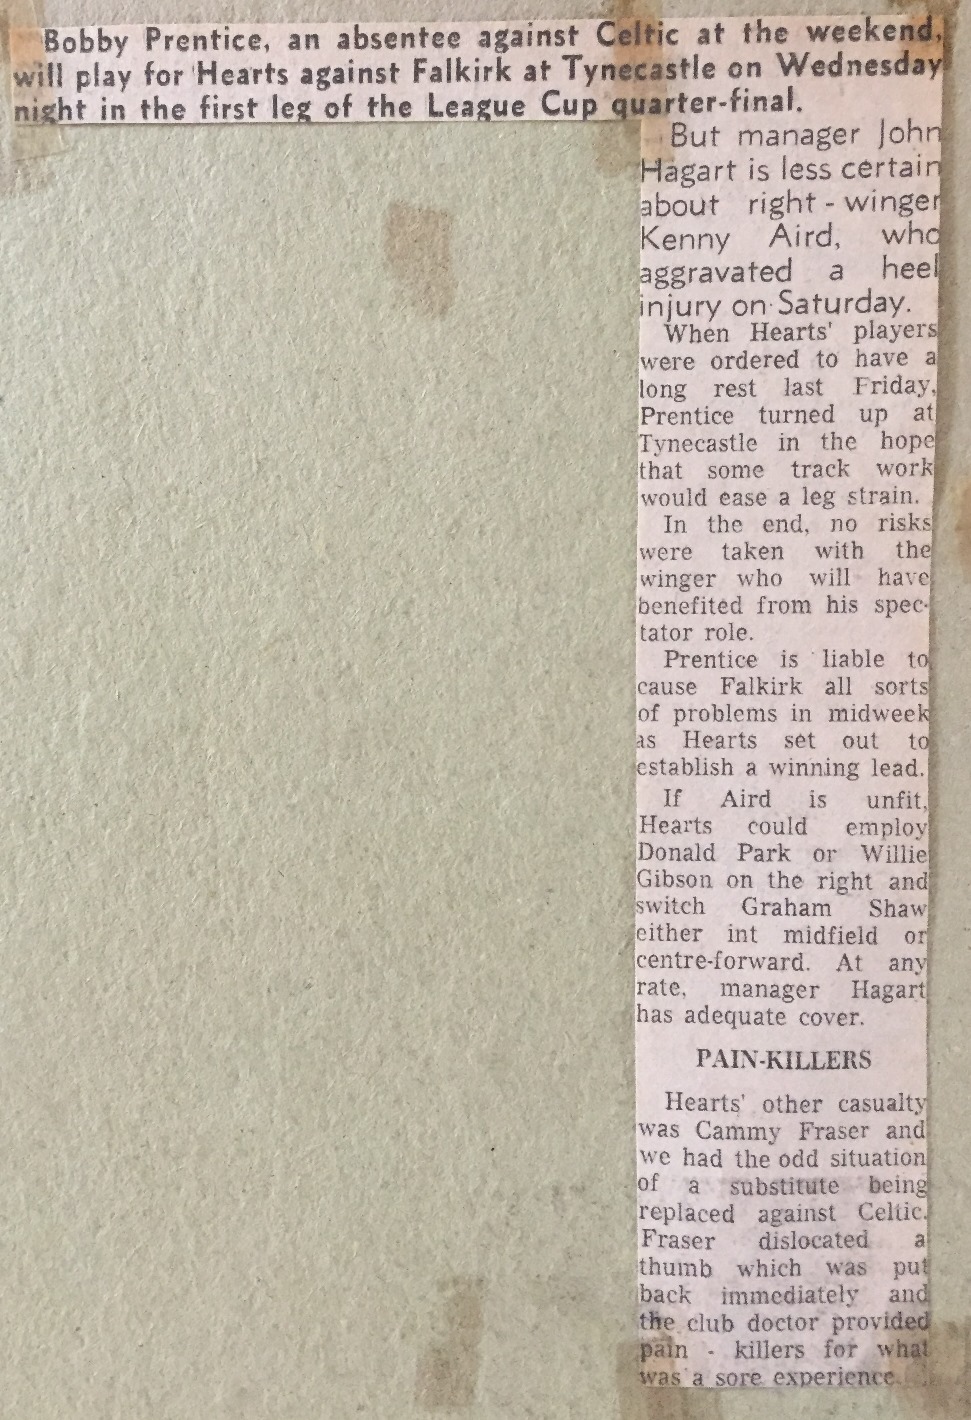 Bobby Prentice, an absentee against Celtic at the weekend,
will play for Hearts against Falkirk at Tynecastle on Wednesday
night in the first leg of the League Cup quarter-final.
But manager John
Hagart is less certain
about right - winger
Kenny Aird, who
aggravated a heel
injury on Saturday.
When Hearts' players
were ordered to have a
long rest last Friday,
Prentice turned up at
Tynecastle in the hope
that some track work
would ease a leg strain.
In the end, no risks
were taken with the
winger who will have
benefited from his spec-
tator role.
Prentice is liable to
cause Falkirk all sorts
of problems in midweek
as Hearts set out to
establish a winning lead.
If Aird is unfit,
Hearts could employ
Donald Park or Willie
Gibson on the right and
switch Graham Shaw
either int midfield or
centre-forward. At any
rate, manager Hagart
has adequate cover.
PAIN-KILLERS
Hearts' other casualty
was Cammy Fraser and
we had the odd situation
of a substitute being
replaced against Celtic.
Fraser dislocated a
thumb which was put
back immediately and
the club doctor provided
pain - killers for what
was a sore experience.